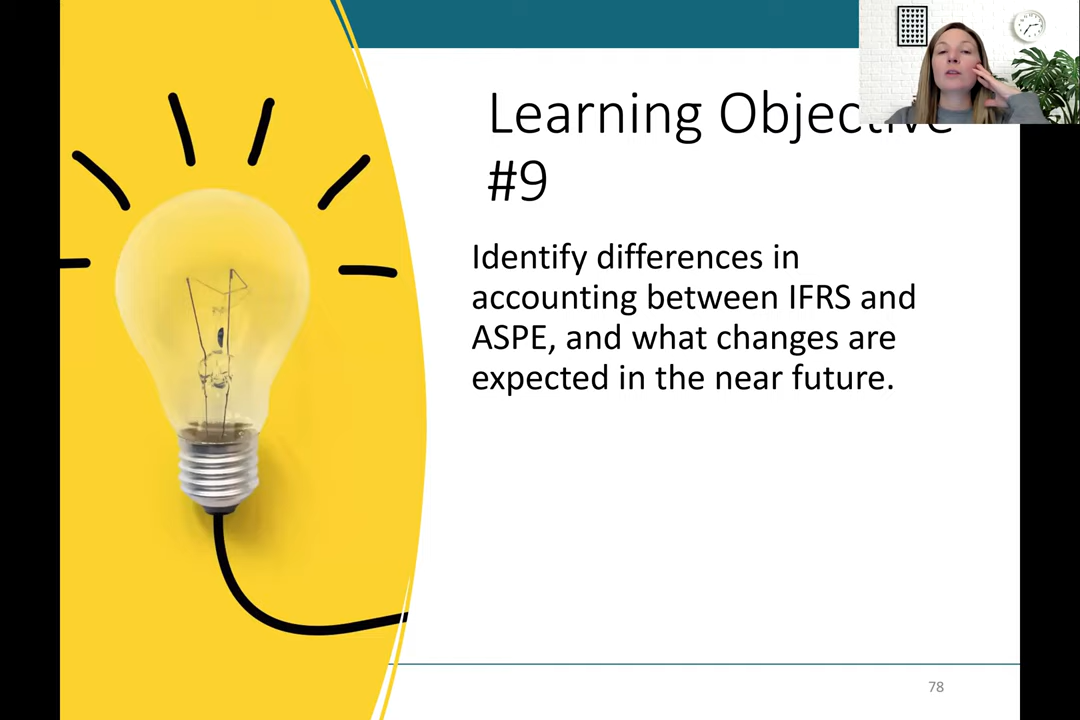 Learning Objective
#9
Identify differences in
accounting between IFRS and
ASPE, and what changes are
expected in the near future.
78